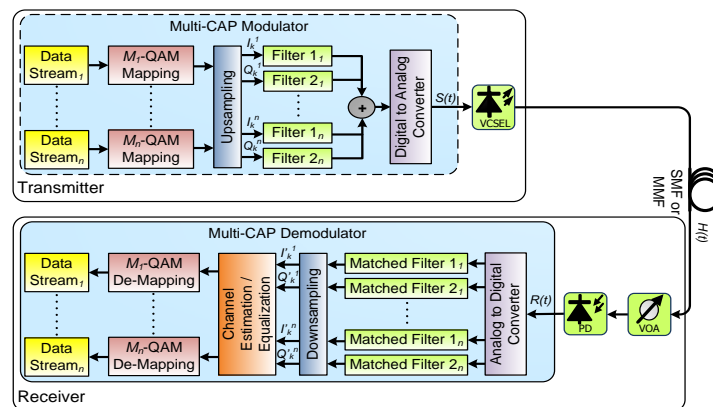 Multi-CAP Modulator
Data
Stream₁
M₁-QAM
Mapping
Data
Streamₙ
Mₙ-QAM
Mapping
Upsampling
Iₖ¹
Qₖ¹
Iₖⁿ
Qₖⁿ
Filter 1₁
Filter 2₁
Filter 1ₙ
Filter 2ₙ
+
Digital to Analog
Converter
S(t)
VCSEL
Transmitter
SMF or
MMF
H(t)
Multi-CAP Demodulator
Data
Stream₁
M₁-QAM
De-Mapping
Data
Streamₙ
Mₙ-QAM
De-Mapping
Channel
Estimation /
Equalization
I'ₖ¹
Q'ₖ¹
I'ₖⁿ
Q'ₖⁿ
Downsampling
Matched Filter 1₁
Matched Filter 2₁
Matched Filter 1ₙ
Matched Filter 2ₙ
Analog to Digital
Converter
R(t)
PD
VOA
Receiver